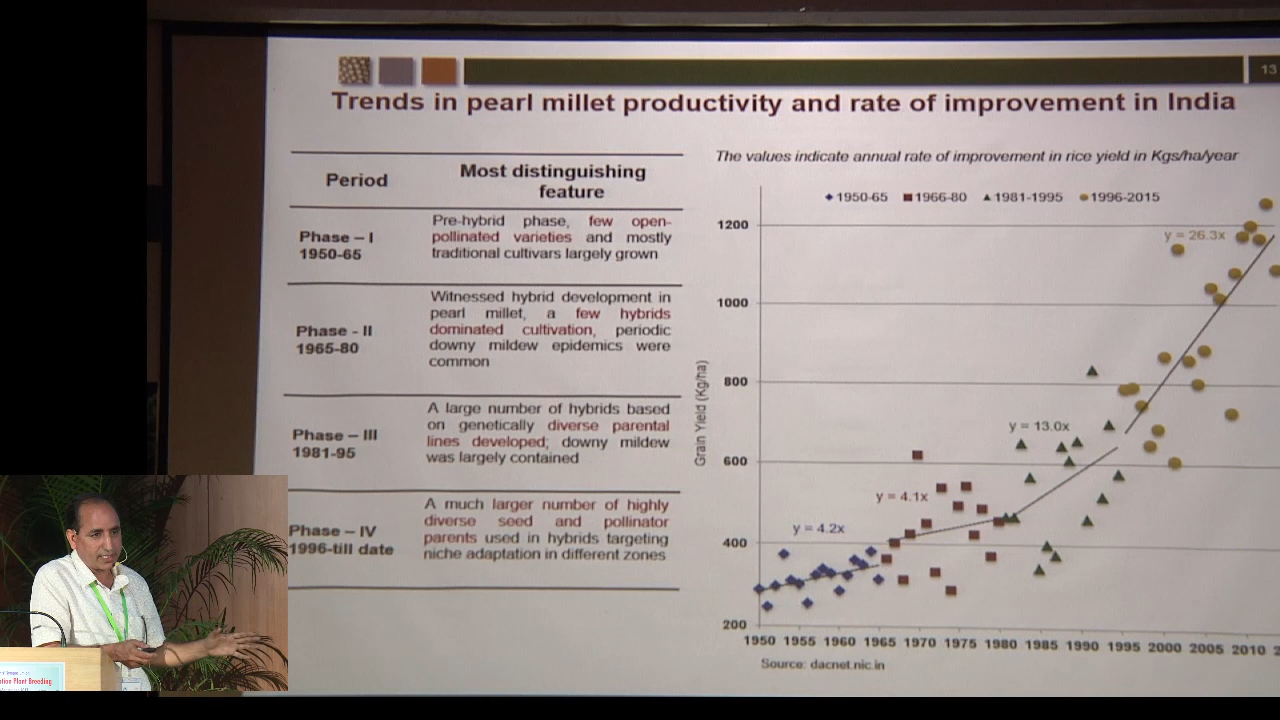 13
Trends in pearl millet productivity and rate of improvement in India
Period
Most distinguishing
feature
Phase – I
1950-65
Pre-hybrid phase, few open-
pollinated varieties and mostly
traditional cultivars largely grown
Phase - II
1965-80
Witnessed hybrid development in
pearl millet, a few hybrids
dominated cultivation, periodic
downy mildew epidemics were
common
Phase – III
1981-95
A large number of hybrids based
on genetically diverse parental
lines developed; downy mildew
was largely contained
Phase – IV
1996-till date
A much larger number of highly
diverse seed and pollinator
parents used in hybrids targeting
niche adaptation in different zones
The values indicate annual rate of improvement in rice yield in Kgs/ha/year
1950-65 1966-80 1981-1995 1996-2015
Grain Yield (Kg/ha)
1200
1000
800
600
400
200
y = 4.2x
y = 4.1x
y = 13.0x
y = 26.3x
1950 1955 1960 1965 1970 1975 1980 1985 1990 1995 2000 2005 2010 2
Source: dacnet.nic.in
ation Plant Breeding